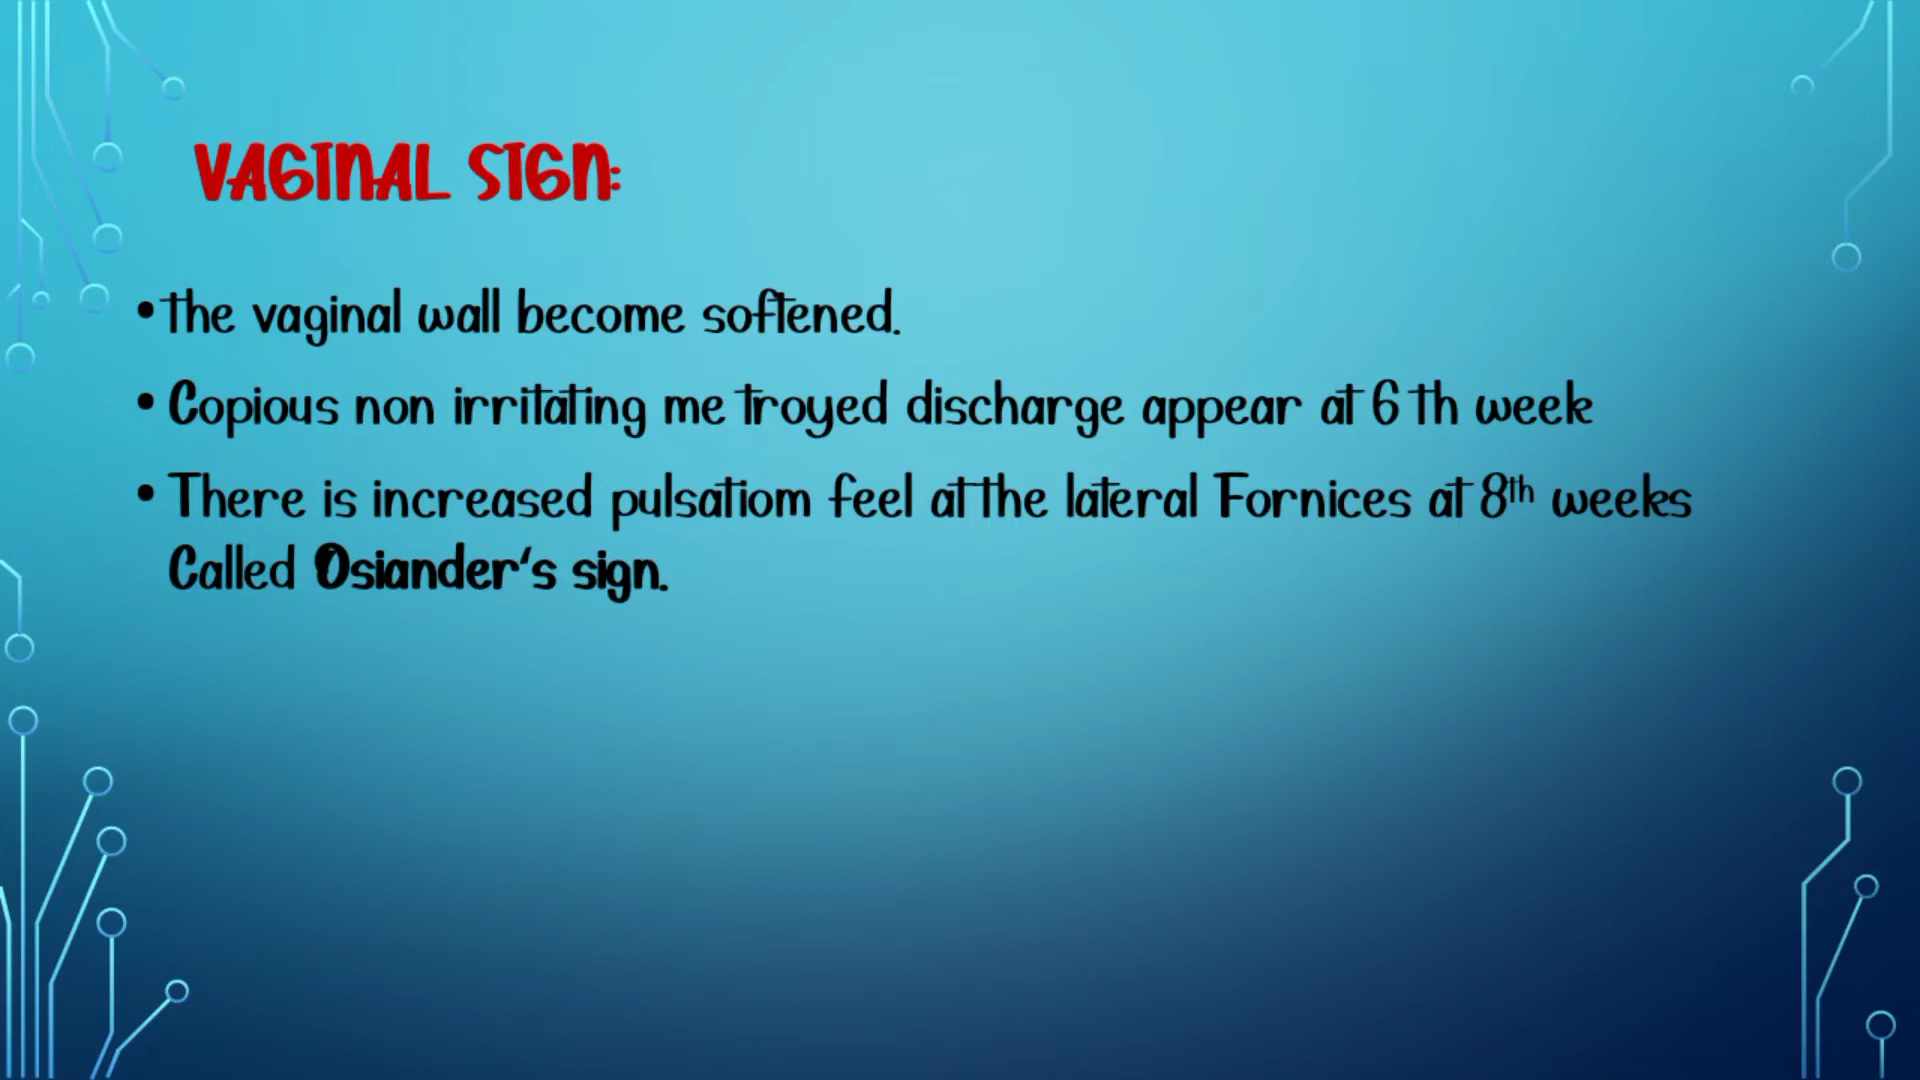 VAGINAL SIGN:
• the vaginal wall become softened.
• Copious non irritating me troyed discharge appear at 6 th week
• There is increased pulsatiom feel at the lateral Fornices at 8th weeks
Called Osiander's sign.